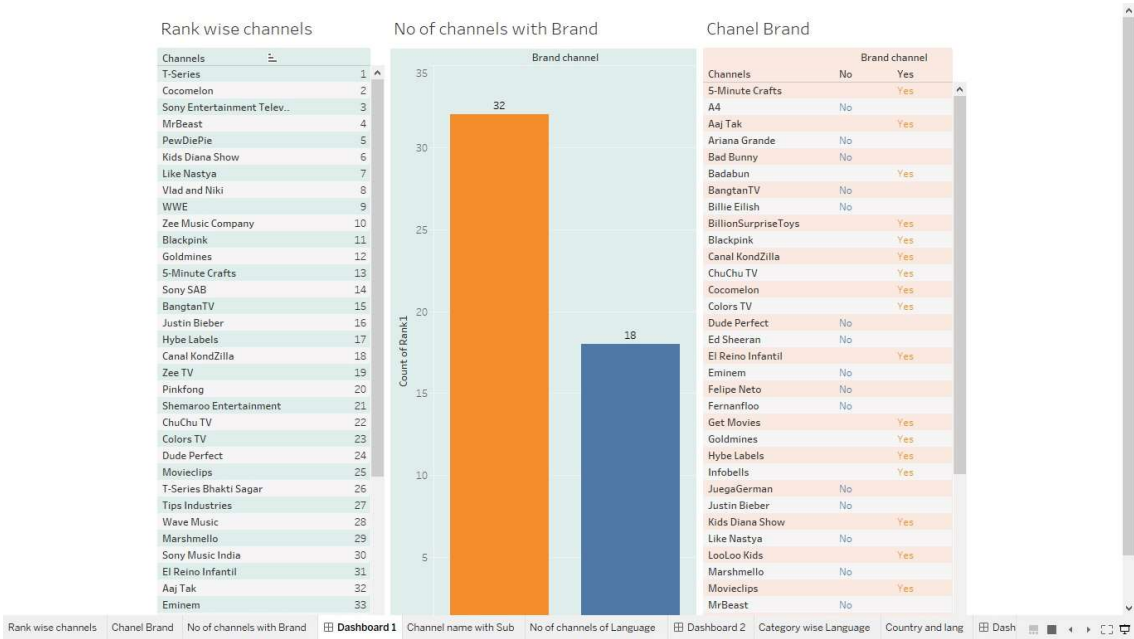 Rank wise channels
No of channels with Brand
Chanel Brand
Channels
T-Series 1
Cocomelon 2
Sony Entertainment Telev.. 3
MrBeast 4
PewDiePie 5
Kids Diana Show 6
Like Nastya 7
Vlad and Niki 8
WWE 9
Zee Music Company 10
Blackpink 11
Goldmines 12
5-Minute Crafts 13
Sony SAB 14
BangtanTV 15
Justin Bieber 16
Hybe Labels 17
Canal KondZilla 18
Zee TV 19
Pinkfong 20
Shemaroo Entertainment 21
ChuChu TV 22
Colors TV 23
Dude Perfect 24
Movieclips 25
T-Series Bhakti Sagar 26
Tips Industries 27
Wave Music 28
Marshmello 29
Sony Music India 30
El Reino Infantil 31
Aaj Tak 32
Eminem 33
Brand channel
35
30
25
20
15
10
5
Count of Rank1
32
18
Brand channel
Channels No Yes
5-Minute Crafts Yes
A4 No
Aaj Tak Yes
Ariana Grande No
Bad Bunny No
Badabun Yes
BangtanTV No
Billie Eilish No
BillionSurpriseToys Yes
Blackpink Yes
Canal KondZilla Yes
ChuChu TV Yes
Cocomelon Yes
Colors TV Yes
Dude Perfect No
Ed Sheeran No
El Reino Infantil Yes
Eminem No
Felipe Neto No
Fernanfloo No
Get Movies Yes
Goldmines Yes
Hybe Labels Yes
Infobells Yes
JuegaGerman No
Justin Bieber No
Kids Diana Show Yes
Like Nastya No
LooLoo Kids Yes
Marshmello No
Movieclips Yes
MrBeast No
Rank wise channels Chanel Brand No of channels with Brand Dashboard 1 Channel name with Sub No of channels of Language Dashboard 2 Category wise Language Country and lang Dash